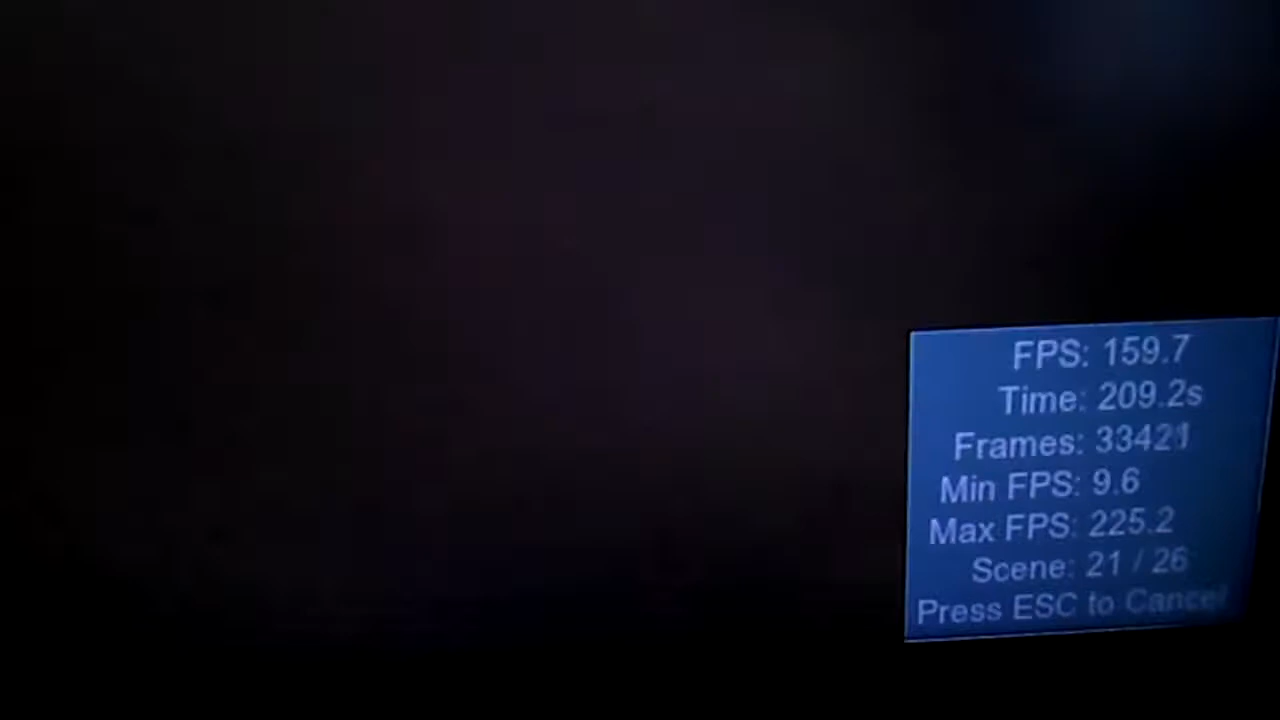 FPS: 159.7
Time: 209.2s
Frames: 33421
Min FPS: 9.6
Max FPS: 225.2
Scene: 21 / 26
Press ESC to Cancel